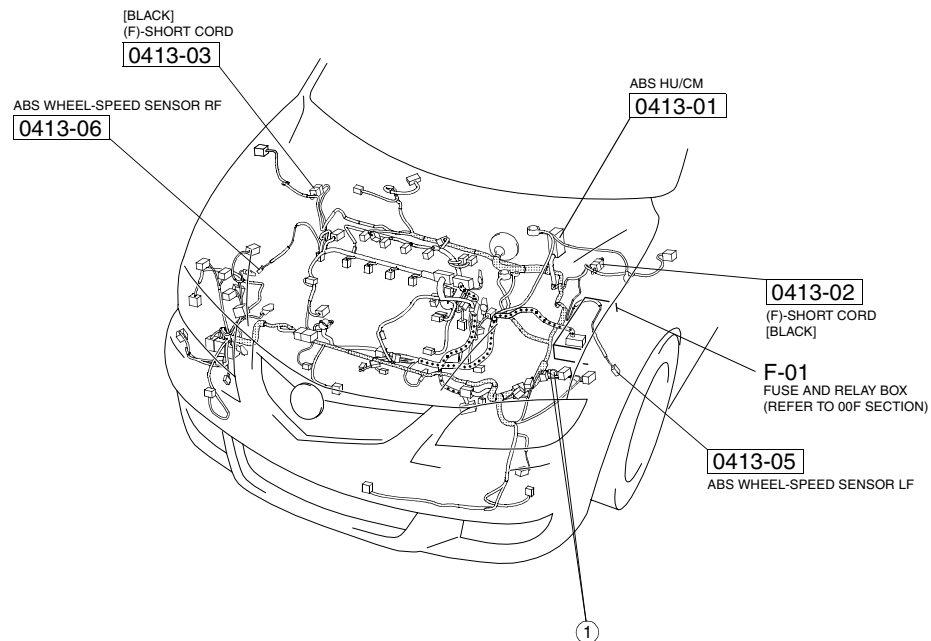 [BLACK]
(F)-SHORT CORD
0413-03
ABS WHEEL-SPEED SENSOR RF
0413-06
ABS HU/CM
0413-01
0413-02
(F)-SHORT CORD
[BLACK]
F-01
FUSE AND RELAY BOX
(REFER TO 00F SECTION)
0413-05
ABS WHEEL-SPEED SENSOR LF
1